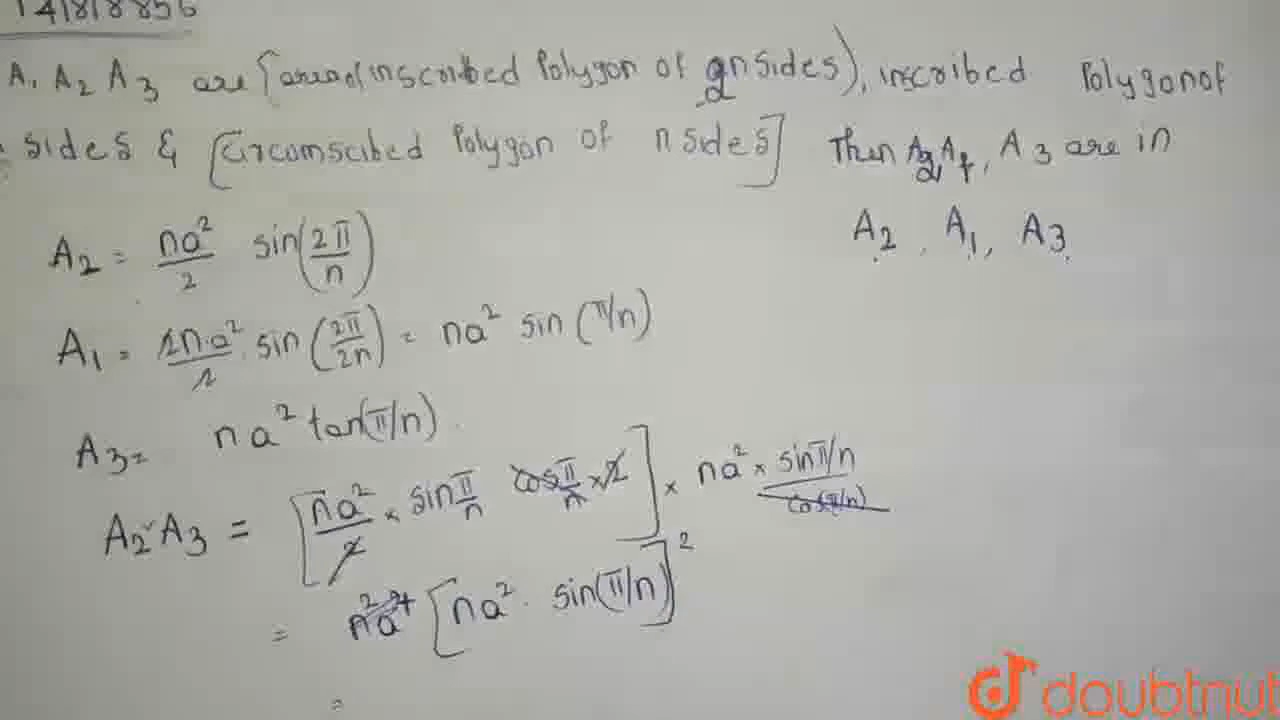 141818856
A₁ A₂ A₃ are {area of inscribed Polygon of 2n sides), inscribed Polygon of
sides & [circomscibed Polygon of n sides] Then A₂ A₁, A₃ are in
A₂, A₁, A₃
A₂ = na²/2 sin(2π/n)
A₁ = 2n.a²/2 . sin(2π/2n) = na² sin(π/n)
A₃ = na² tan(π/n).
A₂×A₃ = [na²/2 × sin π/n cos π/n × 2] × na² × sin π/n / cos(π/n)
= n²a⁴ [na² . sin(π/n)]²
=
doubtnut